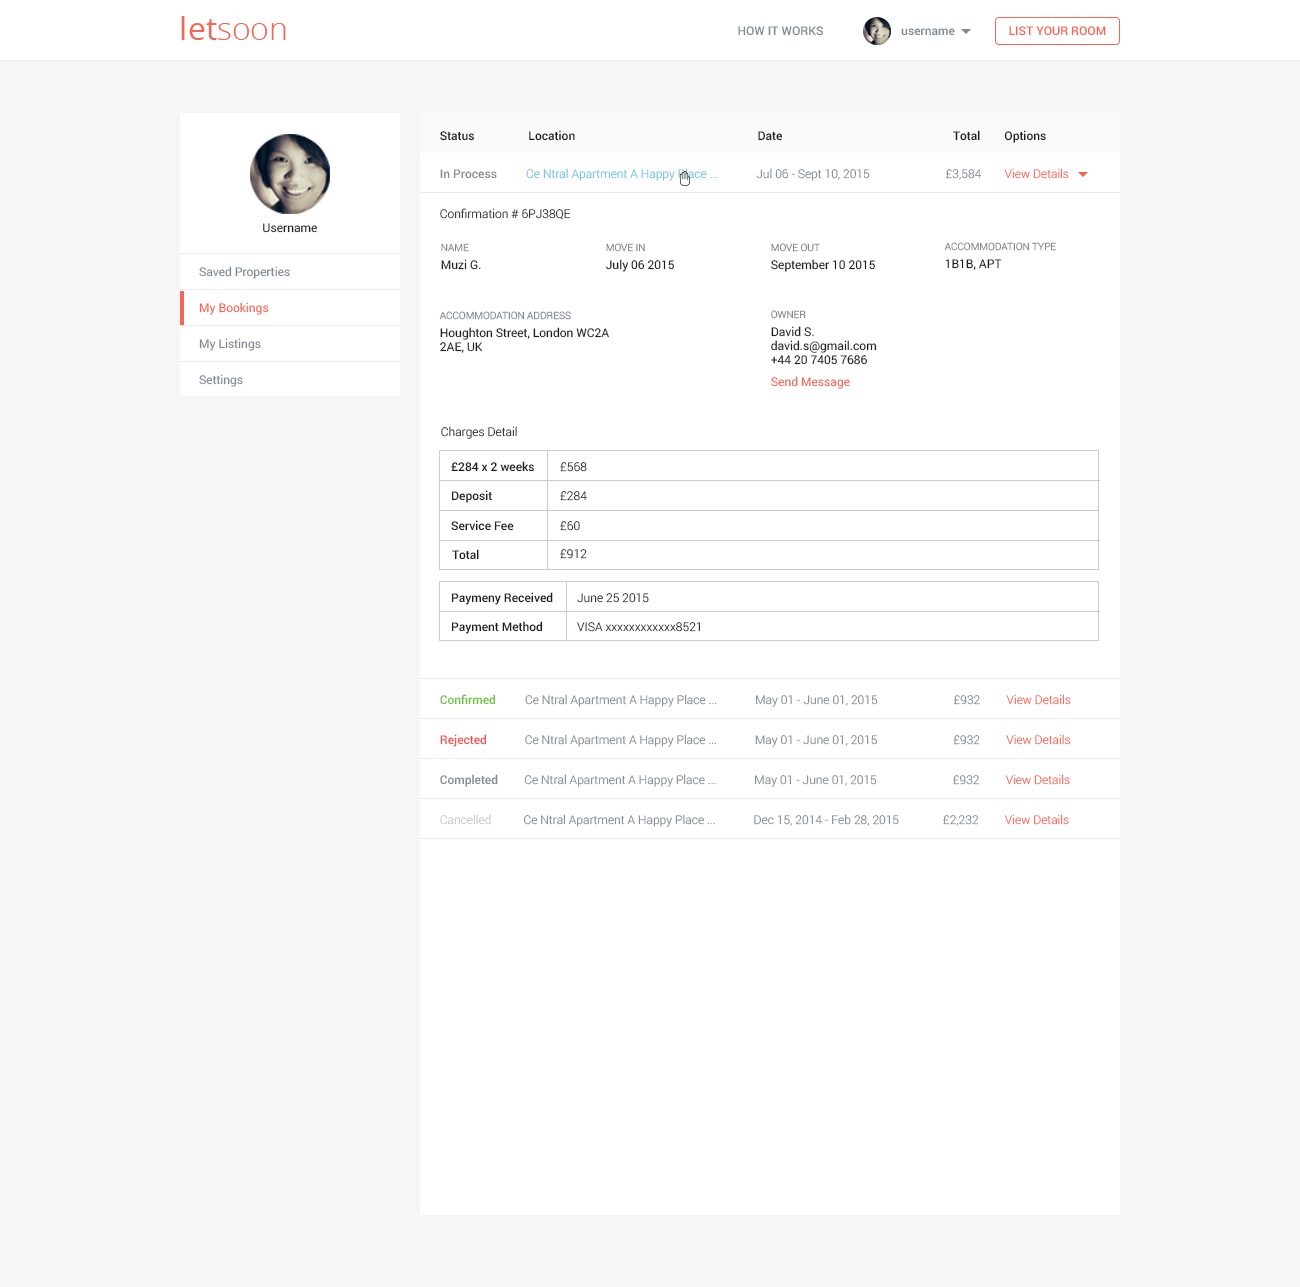 letsoon
HOW IT WORKS
username
LIST YOUR ROOM
Username
Saved Properties
My Bookings
My Listings
Settings
Status Location Date Total Options
In Process Ce Ntral Apartment A Happy Place ... Jul 06 - Sept 10, 2015 £3,584 View Details
Confirmation # 6PJ38QE
NAME MOVE IN MOVE OUT ACCOMMODATION TYPE
Muzi G. July 06 2015 September 10 2015 1B1B, APT
ACCOMMODATION ADDRESS
Houghton Street, London WC2A
2AE, UK
OWNER
David S.
david.s@gmail.com
+44 20 7405 7686
Send Message
Charges Detail
£284 x 2 weeks £568
Deposit £284
Service Fee £60
Total £912
Paymeny Received June 25 2015
Payment Method VISA xxxxxxxxxxxx8521
Confirmed Ce Ntral Apartment A Happy Place ... May 01 - June 01, 2015 £932 View Details
Rejected Ce Ntral Apartment A Happy Place ... May 01 - June 01, 2015 £932 View Details
Completed Ce Ntral Apartment A Happy Place ... May 01 - June 01, 2015 £932 View Details
Cancelled Ce Ntral Apartment A Happy Place ... Dec 15, 2014 - Feb 28, 2015 £2,232 View Details